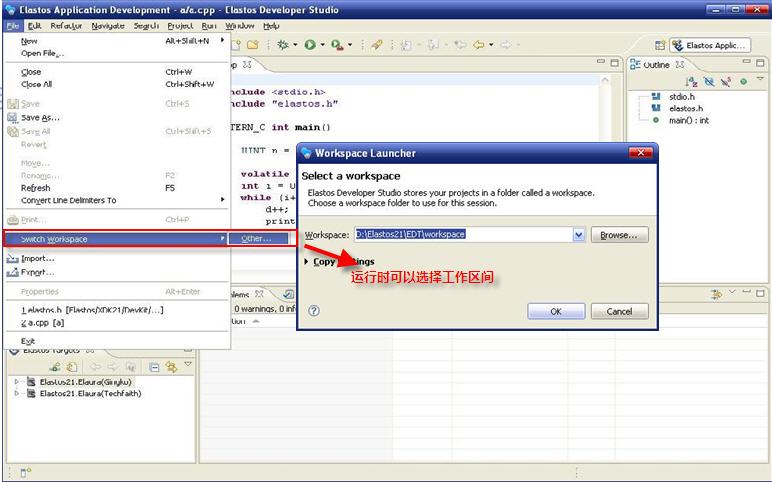 Elastos Application Development - a/c.cpp - Elastos Developer Studio
File Edit Refactor Navigate Search Project Run Window Help
New Alt+Shift+N
Open File...
Close Ctrl+W
Close All Ctrl+Shift+W
Save Ctrl+S
Save As...
Save All Ctrl+Shift+S
Revert
Move...
Rename... F2
Refresh F5
Convert Line Delimiters To
Print... Ctrl+P
Switch Workspace
Other...
Import...
Export...
Properties Alt+Enter
1 elastos.h [Elastos/XDK21/DevKit/...]
2 a.cpp [a]
Exit
Elastos Targets
Elastos21.Elaura(Gingku)
Elastos21.Elaura(Techfaith)
Elastos Applic...
pp
include <stdio.h>
include "elastos.h"
TERN_C int main()
UINT n =
volatile
int i = 0
while (i+
d++;
print
Outline
stdio.h
elastos.h
main() : int
Workspace Launcher
Select a workspace
Elastos Developer Studio stores your projects in a folder called a workspace.
Choose a workspace folder to use for this session.
Workspace: D:\Elastos21\EDT\workspace Browse...
Copy Settings
运行时可以选择工作区间
OK Cancel
lems
0 warnings, 0 inf
tion